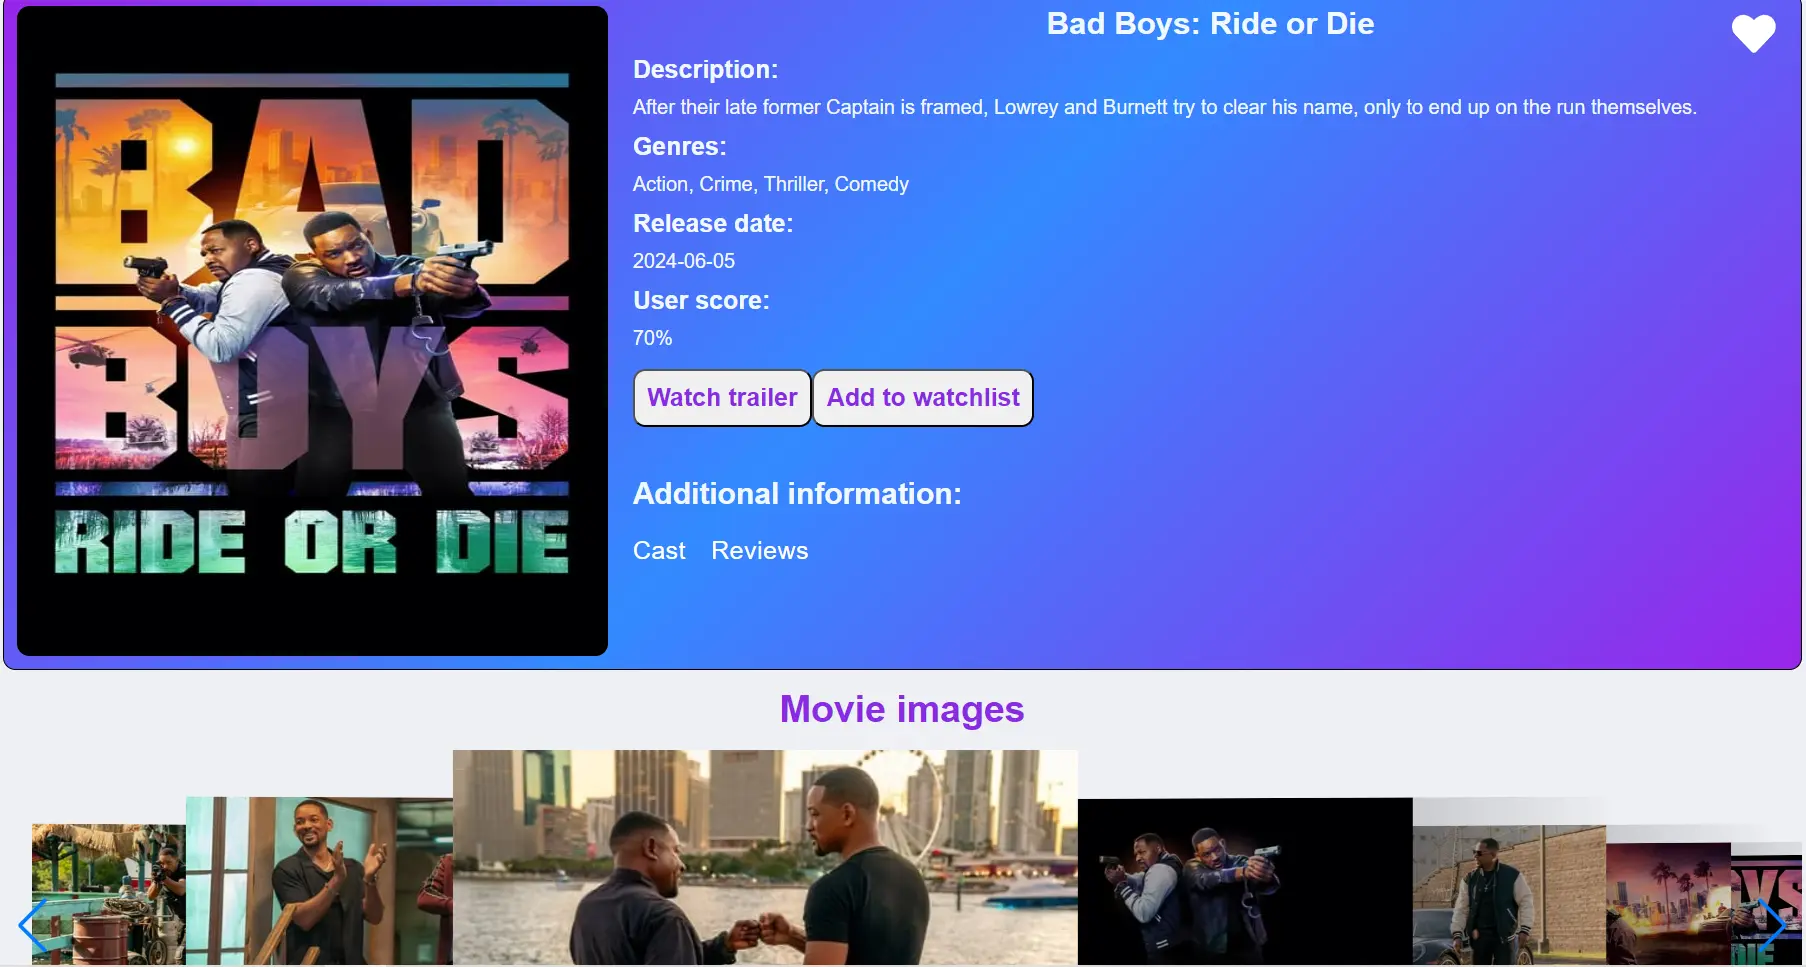 BAD
BOYS
RIDE OR DIE
Bad Boys: Ride or Die
Description:
After their late former Captain is framed, Lowrey and Burnett try to clear his name, only to end up on the run themselves.
Genres:
Action, Crime, Thriller, Comedy
Release date:
2024-06-05
User score:
70%
Watch trailer
Add to watchlist
Additional information:
Cast Reviews
Movie images
OYS
DIE